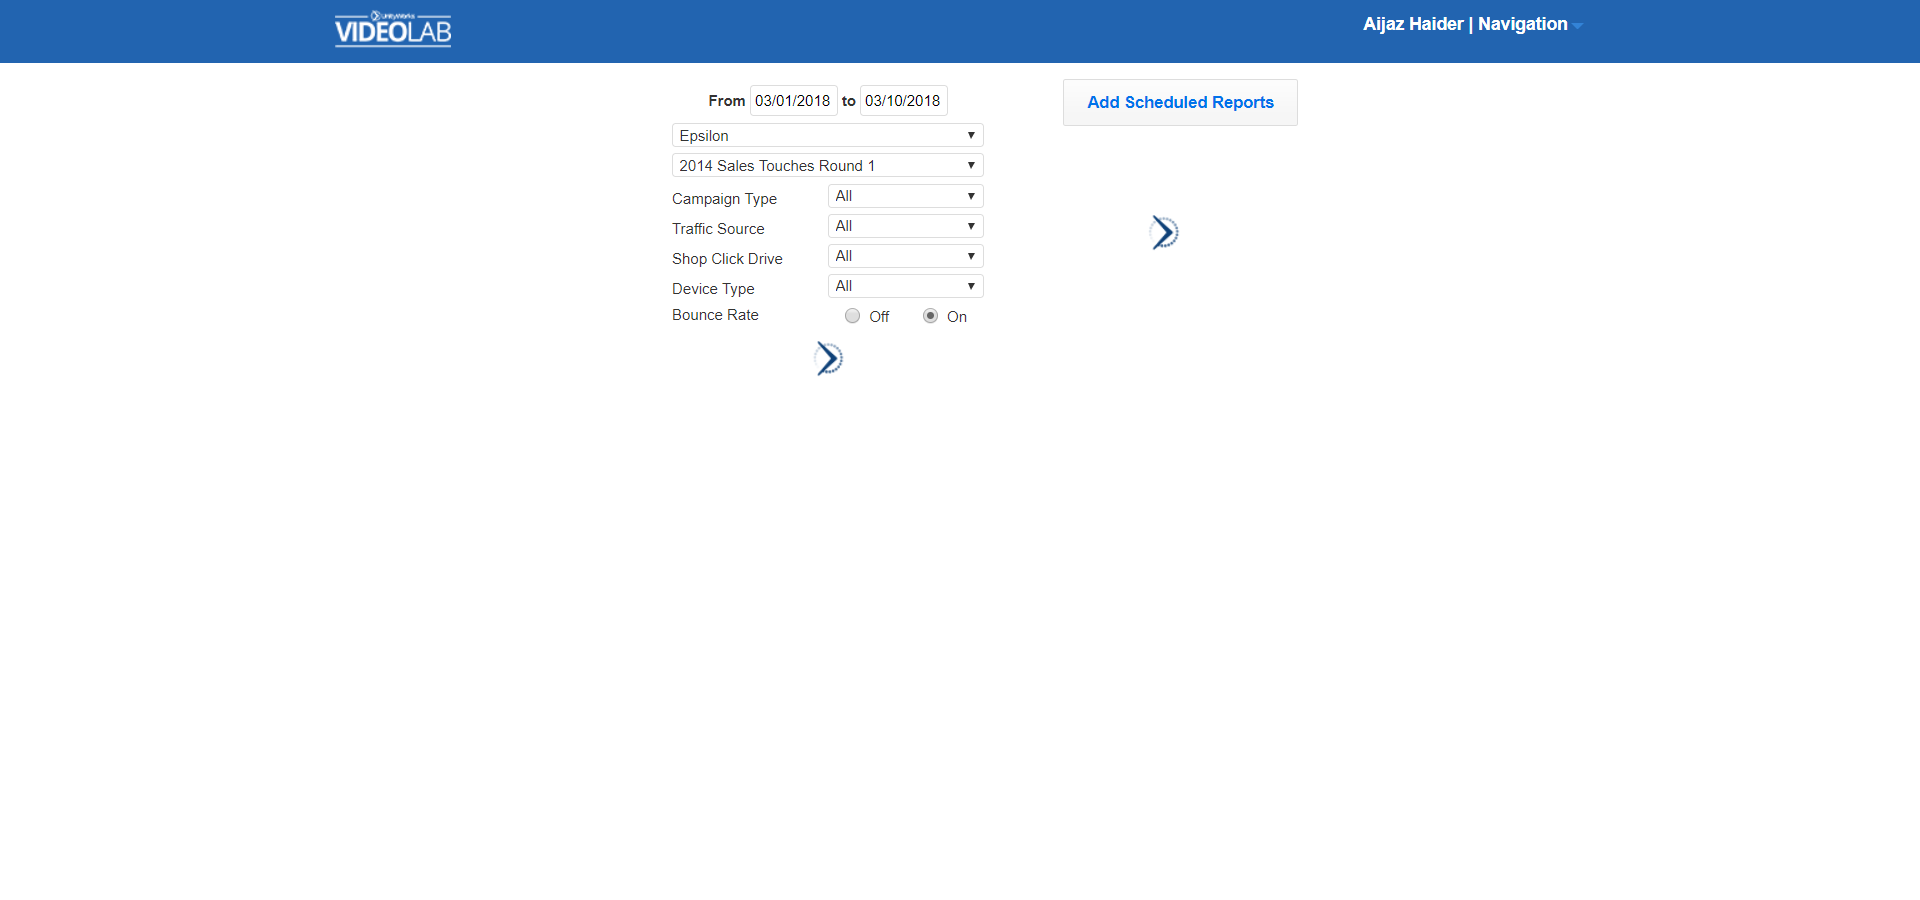 UnityWorks
VIDEOLAB
Aijaz Haider | Navigation
From 03/01/2018 to 03/10/2018
Add Scheduled Reports
Epsilon
2014 Sales Touches Round 1
Campaign Type All
Traffic Source All
Shop Click Drive All
Device Type All
Bounce Rate Off On